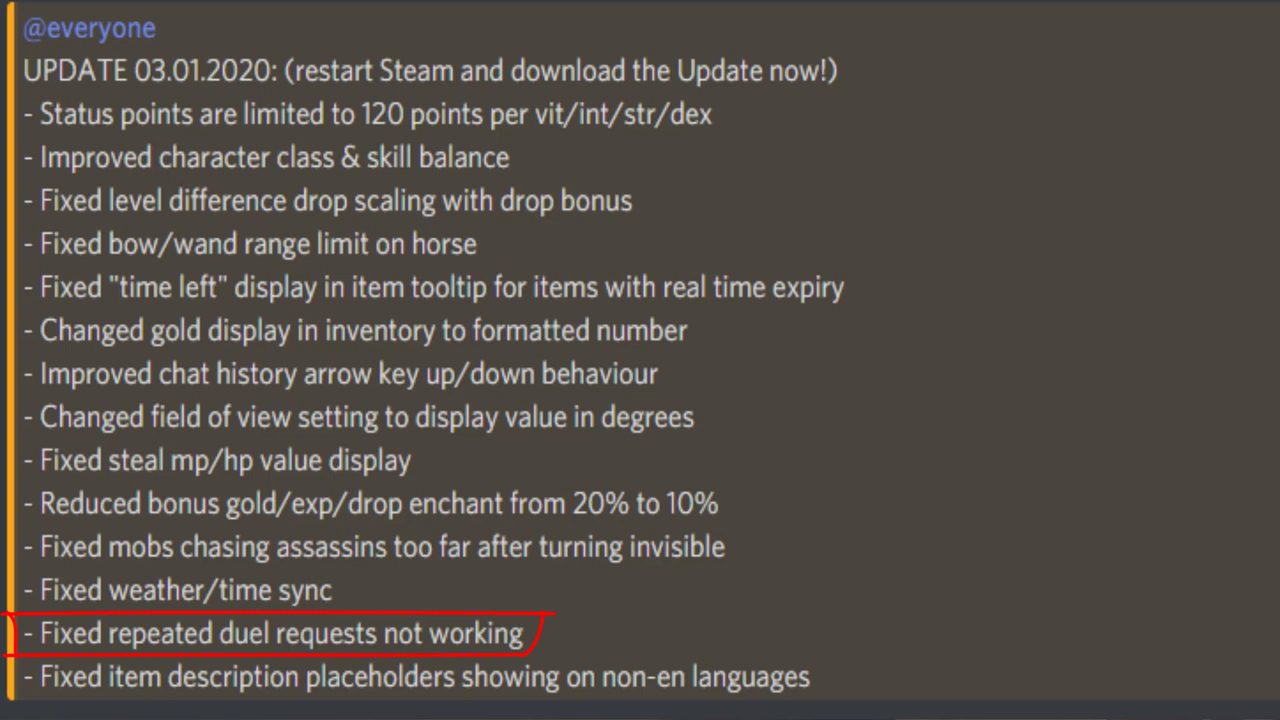 @everyone
UPDATE 03.01.2020: (restart Steam and download the Update now!)
- Status points are limited to 120 points per vit/int/str/dex
- Improved character class & skill balance
- Fixed level difference drop scaling with drop bonus
- Fixed bow/wand range limit on horse
- Fixed "time left" display in item tooltip for items with real time expiry
- Changed gold display in inventory to formatted number
- Improved chat history arrow key up/down behaviour
- Changed field of view setting to display value in degrees
- Fixed steal mp/hp value display
- Reduced bonus gold/exp/drop enchant from 20% to 10%
- Fixed mobs chasing assassins too far after turning invisible
- Fixed weather/time sync
- Fixed repeated duel requests not working
- Fixed item description placeholders showing on non-en languages